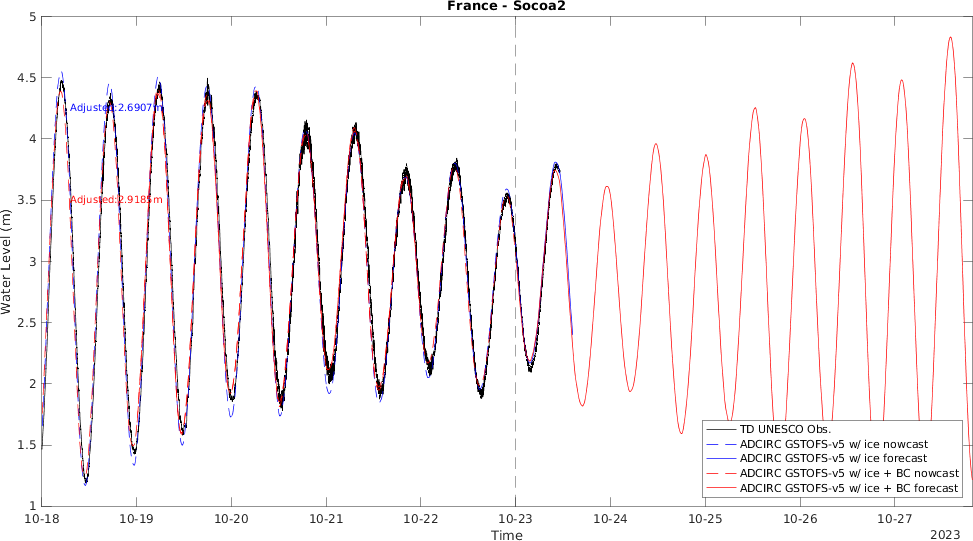 France - Socoa2
Water Level (m)
5
4.5
4
3.5
3
2.5
2
1.5
1
Adjusted:2.6907m
Adjusted:2.9185m
TD UNESCO Obs.
ADCIRC GSTOFS-v5 w/ ice nowcast
ADCIRC GSTOFS-v5 w/ ice forecast
ADCIRC GSTOFS-v5 w/ ice + BC nowcast
ADCIRC GSTOFS-v5 w/ ice + BC forecast
10-18 10-19 10-20 10-21 10-22 10-23 10-24 10-25 10-26 10-27
Time
2023